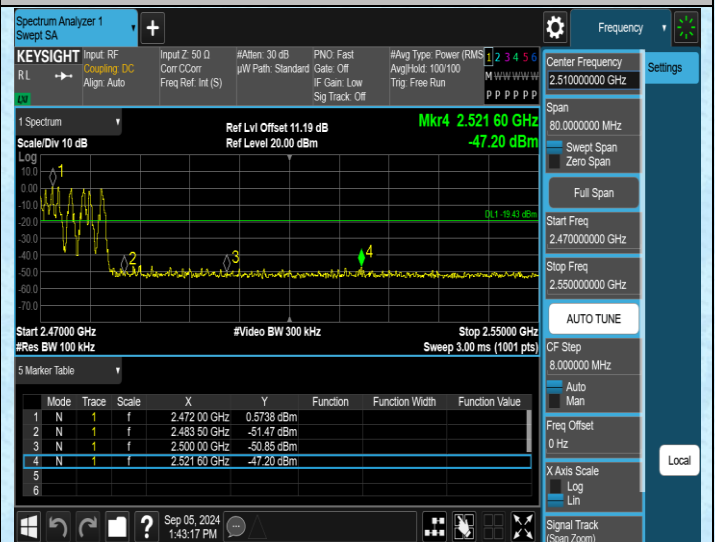 Spectrum Analyzer 1
Swept SA
Frequency
KEYSIGHT
RL
LXI
Input: RF
Coupling: DC
Align: Auto
Input Z: 50 Ω
Corr CCorr
Freq Ref: Int (S)
#Atten: 30 dB
µW Path: Standard
PNO: Fast
Gate: Off
IF Gain: Low
Sig Track: Off
#Avg Type: Power (RMS
Avg|Hold: 100/100
Trig: Free Run
1 2 3 4 5 6
M W W W W W
P P P P P P
Center Frequency
2.510000000 GHz
Settings
1 Spectrum
Scale/Div 10 dB
Ref Lvl Offset 11.19 dB
Ref Level 20.00 dBm
Mkr4 2.521 60 GHz
-47.20 dBm
Span
80.0000000 MHz
Swept Span
Zero Span
Full Span
Start Freq
2.47000000 GHz
Stop Freq
2.55000000 GHz
AUTO TUNE
CF Step
8.000000 MHz
Auto
Man
Freq Offset
0 Hz
X Axis Scale
Log
Lin
Signal Track
(Span Zoom)
Local
Log
10.0
0.00
-10.0
-20.0
-30.0
-40.0
-50.0
-60.0
-70.0
1
2
3
4
DL1 -19.43 dBm
Start 2.47000 GHz
#Res BW 100 kHz
#Video BW 300 kHz
Stop 2.55000 GHz
Sweep 3.00 ms (1001 pts)
5 Marker Table
Mode Trace Scale X Y Function Function Width Function Value
1 N 1 f 2.472 00 GHz 0.5738 dBm
2 N 1 f 2.483 50 GHz -51.47 dBm
3 N 1 f 2.500 00 GHz -50.85 dBm
4 N 1 f 2.521 60 GHz -47.20 dBm
5
6
?
Sep 05, 2024
1:43:17 PM